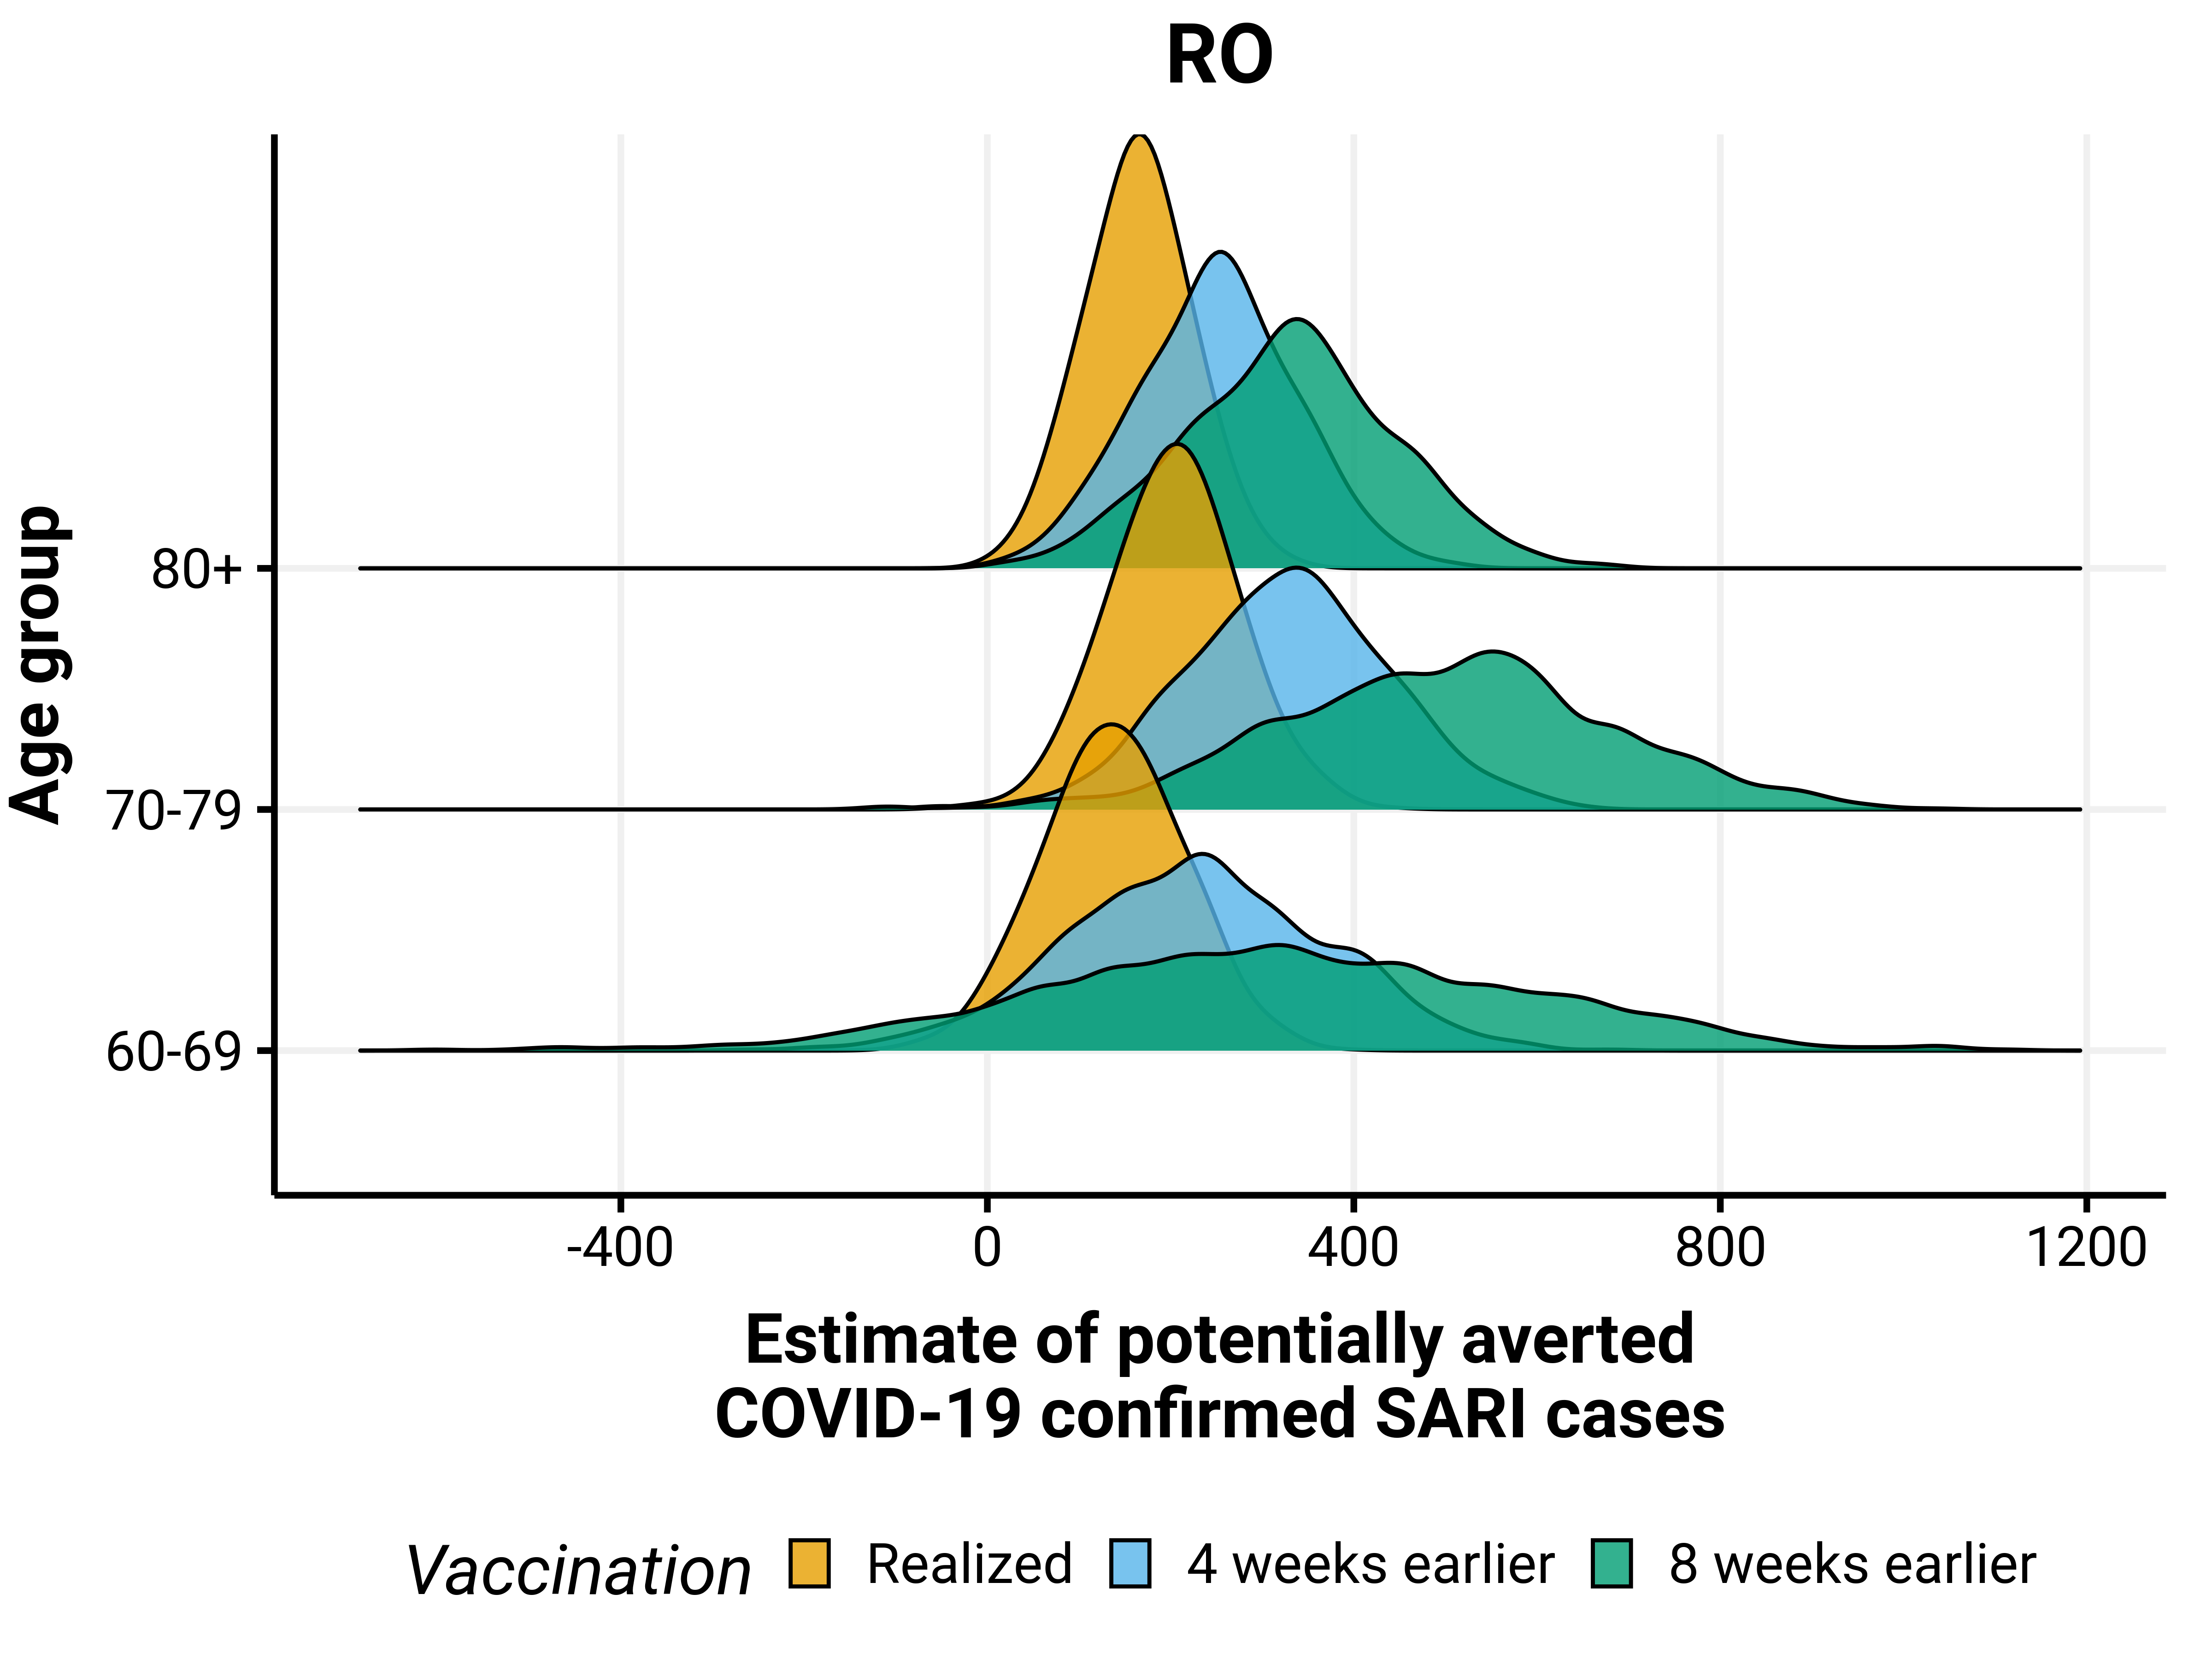 RO
Age group
80+
70-79
60-69
-400 0 400 800 1200
Estimate of potentially averted
COVID-19 confirmed SARI cases
Vaccination Realized 4 weeks earlier 8 weeks earlier